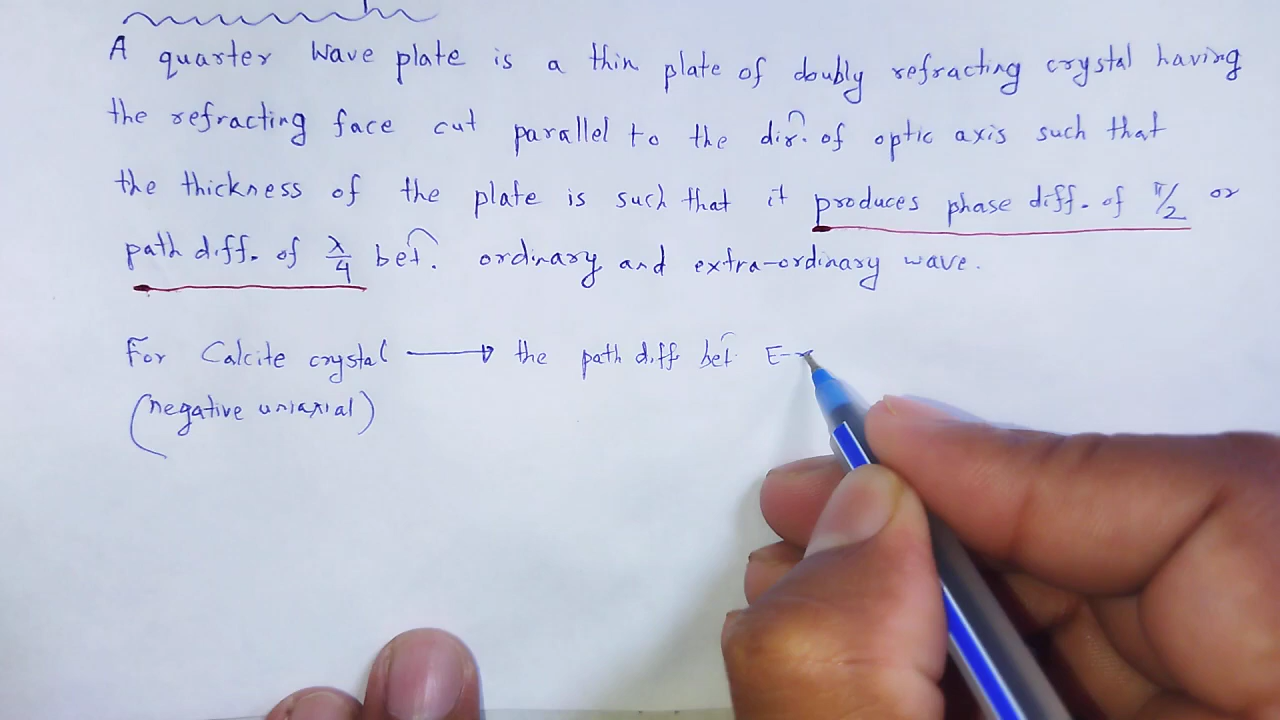 A quarter wave plate is a thin plate of doubly refracting crystal having
the refracting face cut parallel to the dir. of optic axis such that
the thickness of the plate is such that it produces phase diff. of π/2 or
path diff. of λ/4 bet. ordinary and extra-ordinary wave.
For Calcite crystal → the path diff bet. E-r
(negative uniaxial)